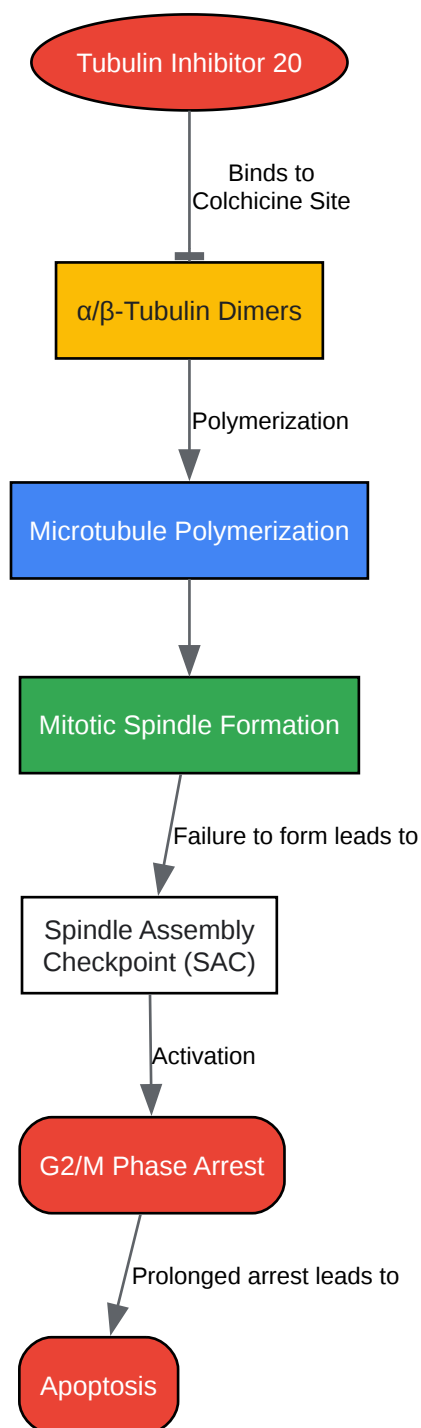 Tubulin Inhibitor 20
Binds to
Colchicine Site
α/β-Tubulin Dimers
Polymerization
Microtubule Polymerization
Mitotic Spindle Formation
Failure to form leads to
Spindle Assembly
Checkpoint (SAC)
Activation
G2/M Phase Arrest
Prolonged arrest leads to
Apoptosis